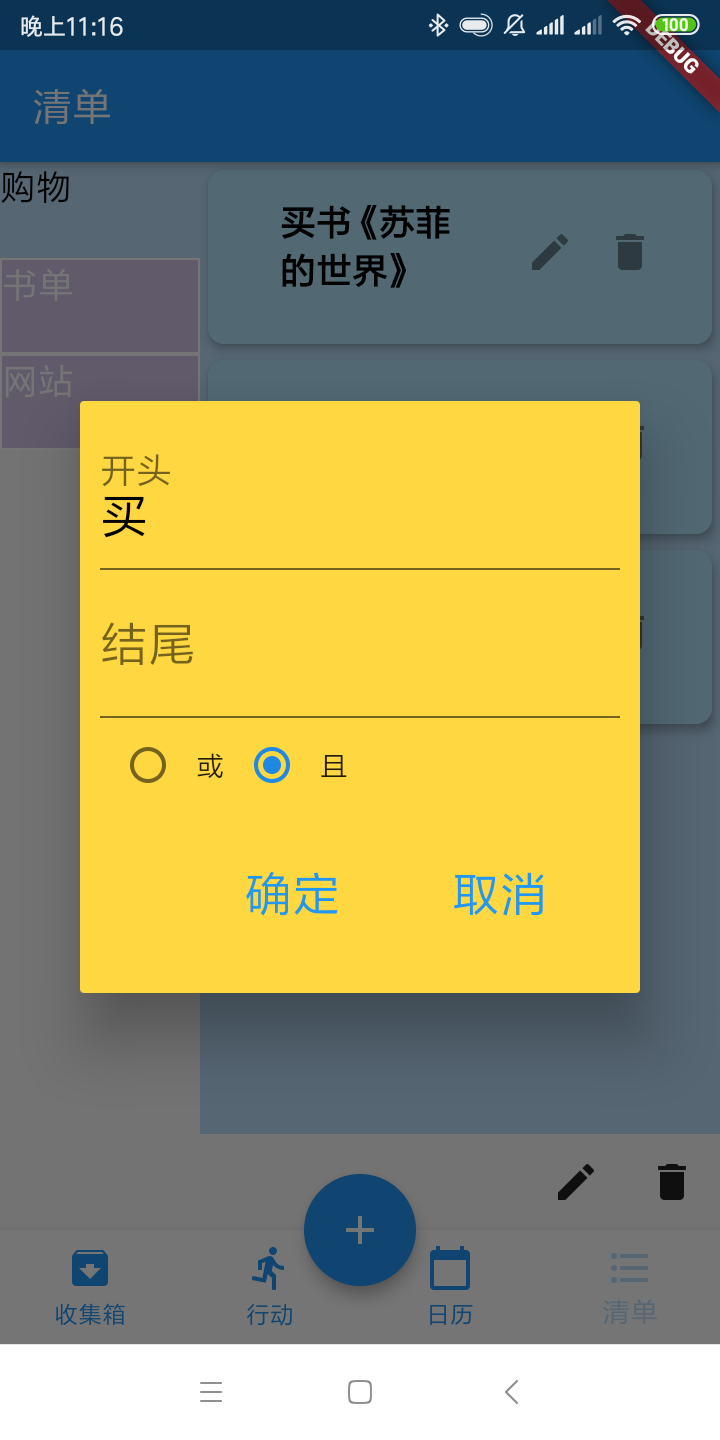 晚上11:16
100
DEBUG
清单
购物
书单
网站
买书《苏菲
的世界》
开头
买
结尾
或
且
确定
取消
收集箱
行动
日历
清单